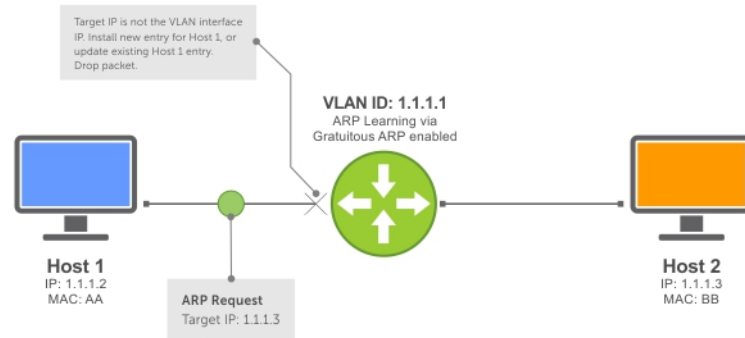 Target IP is not the VLAN interface
IP. Install new entry for Host 1, or
update existing Host 1 entry.
Drop packet.
VLAN ID: 1.1.1.1
ARP Learning via
Gratuitous ARP enabled
Host 1
IP: 1.1.1.2
MAC: AA
Host 2
IP: 1.1.1.3
MAC: BB
ARP Request
Target IP: 1.1.1.3